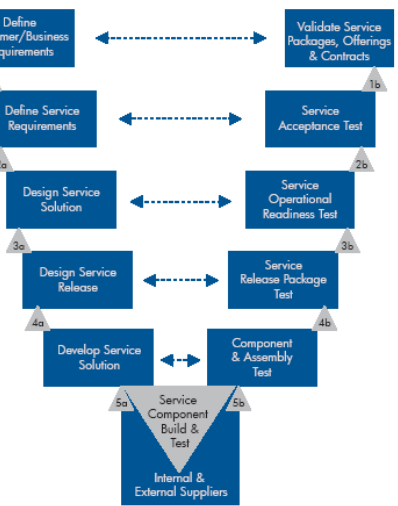 Define
mer/Business
quirements
Validate Service
Packages, Offerings
& Contracts
1b
Define Service
Requirements
Service
Acceptance Test
2a
2b
Design Service
Solution
Service
Operational
Readiness Test
3a
3b
Design Service
Release
Service
Release Package
Test
4a
4b
Develop Service
Solution
Component
& Assembly
Test
5a
Service
Component
Build &
Test
5b
Internal &
External Suppliers